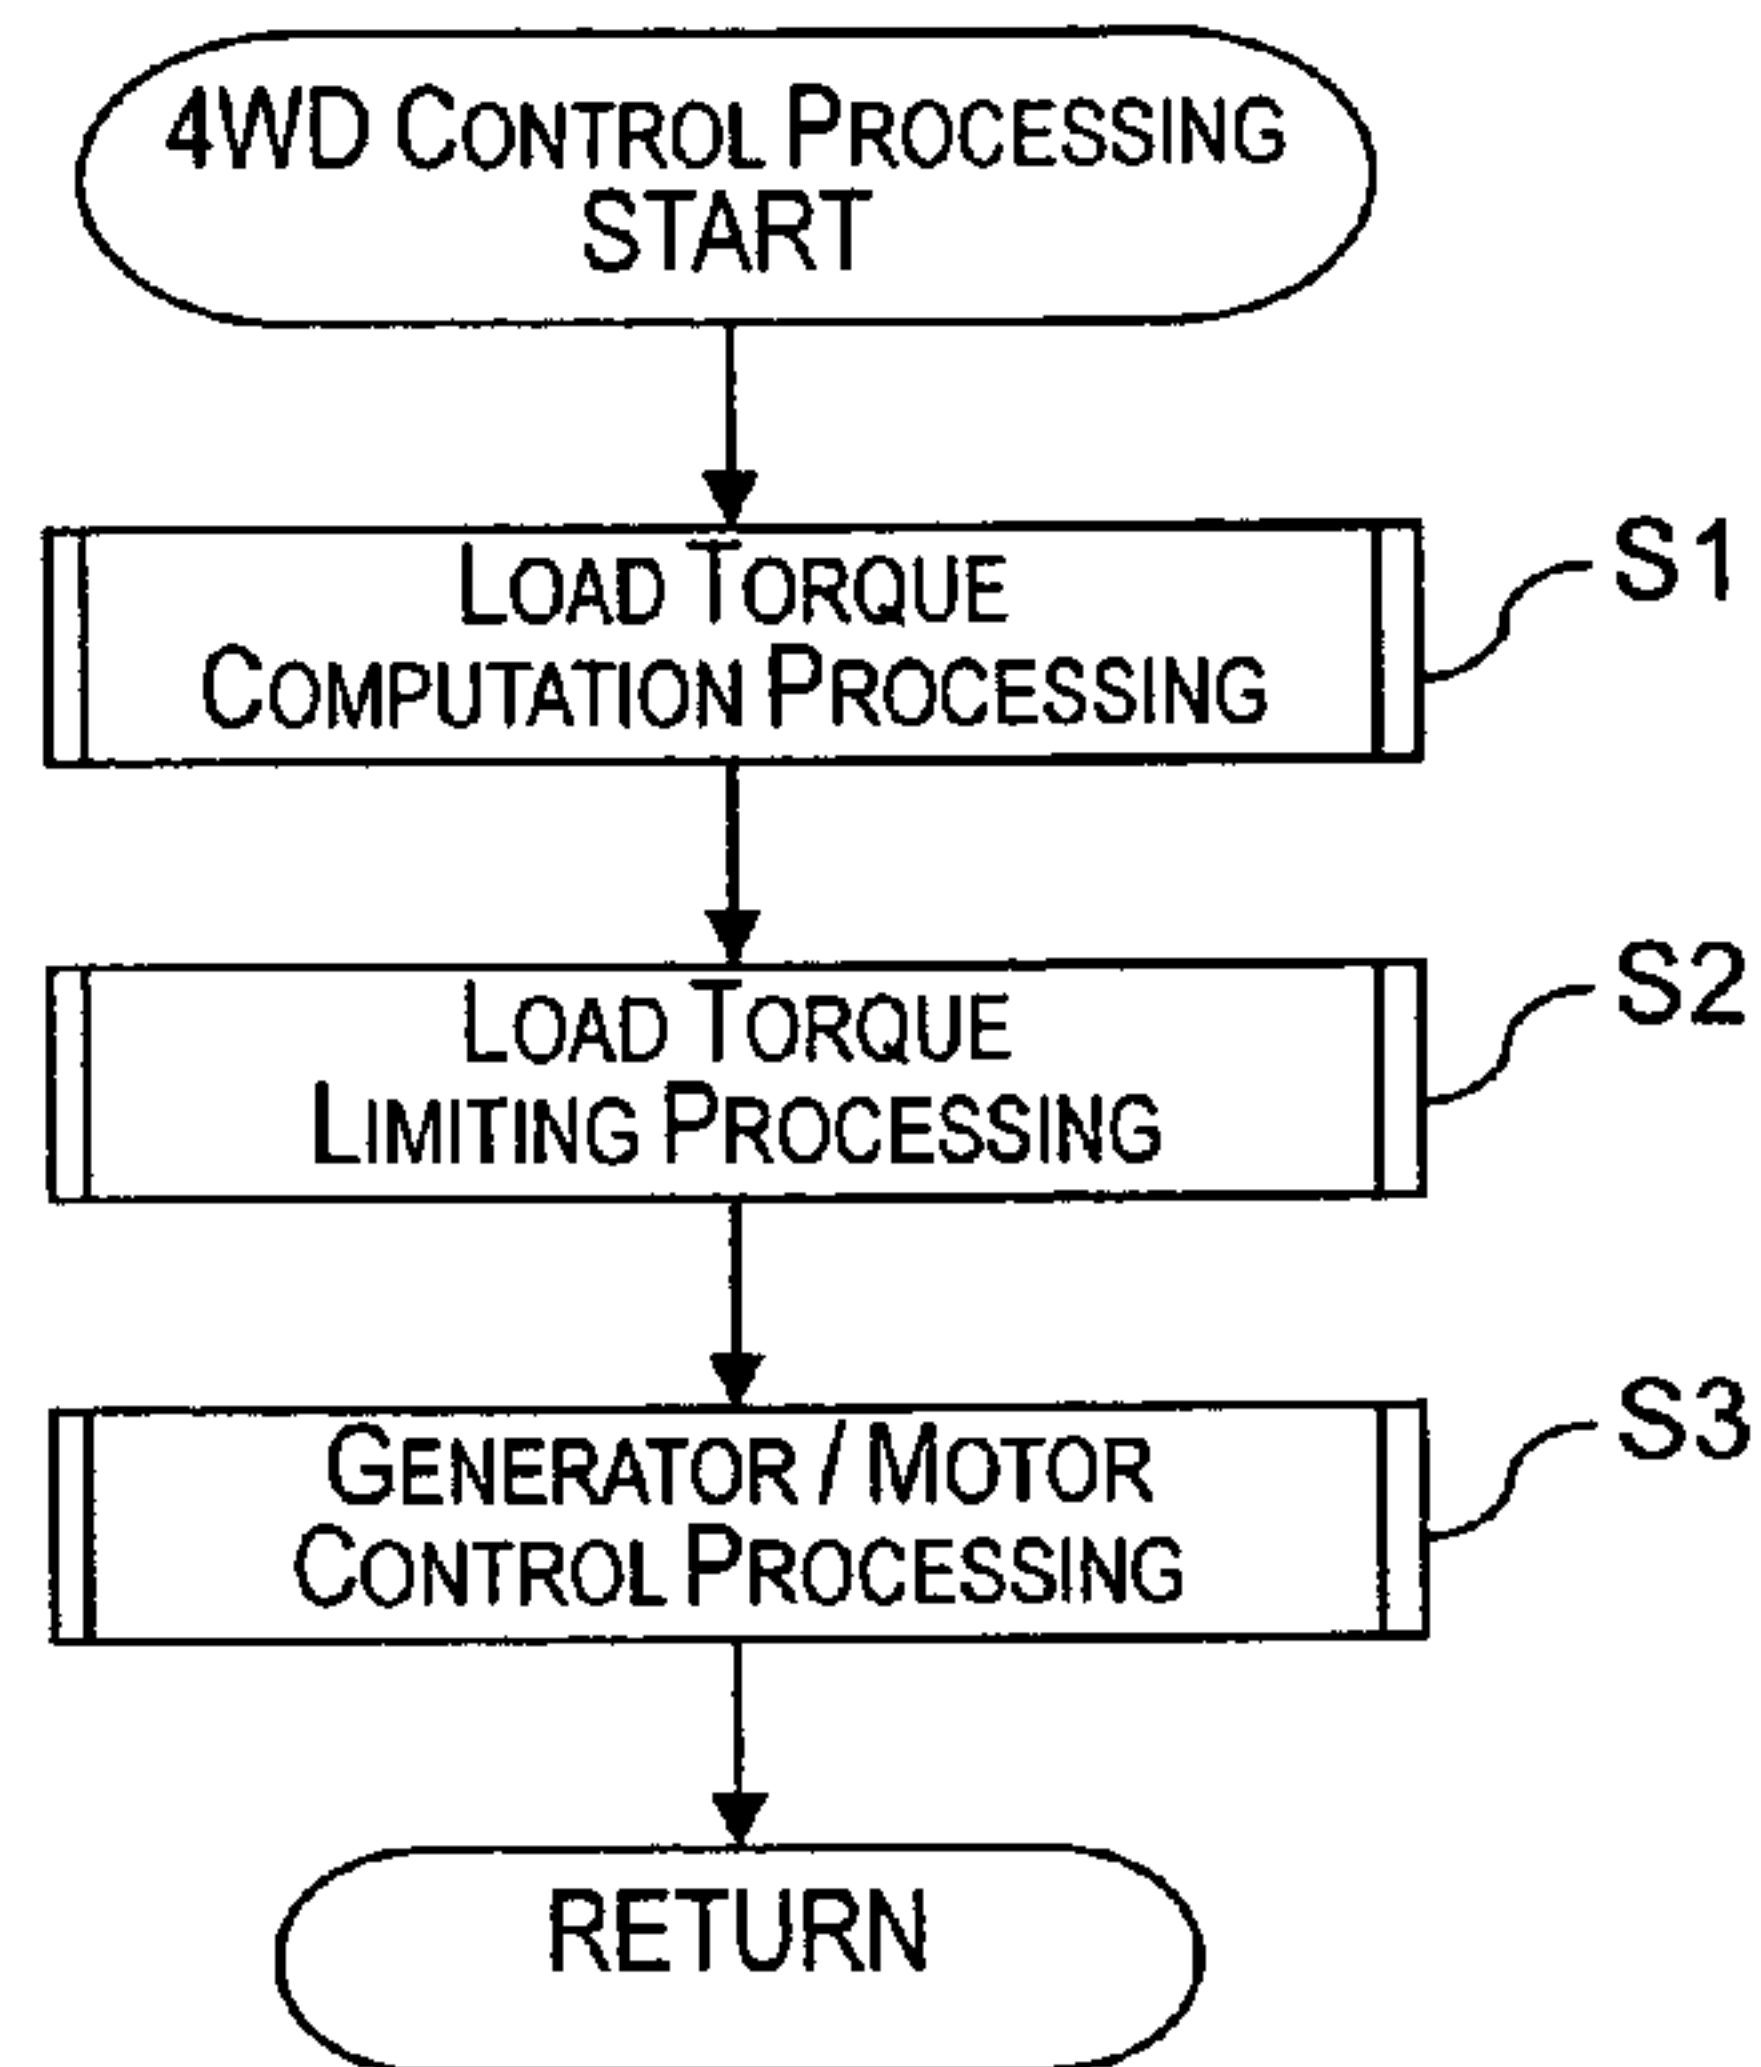 4WD CONTROL PROCESSING
START
LOAD TORQUE
COMPUTATION PROCESSING
S1
LOAD TORQUE
LIMITING PROCESSING
S2
GENERATOR / MOTOR
CONTROL PROCESSING
S3
RETURN